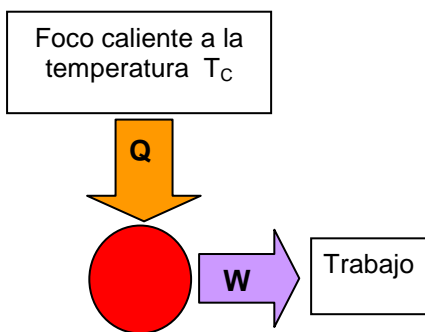 Foco caliente a la
temperatura T_C
Q
W
Trabajo